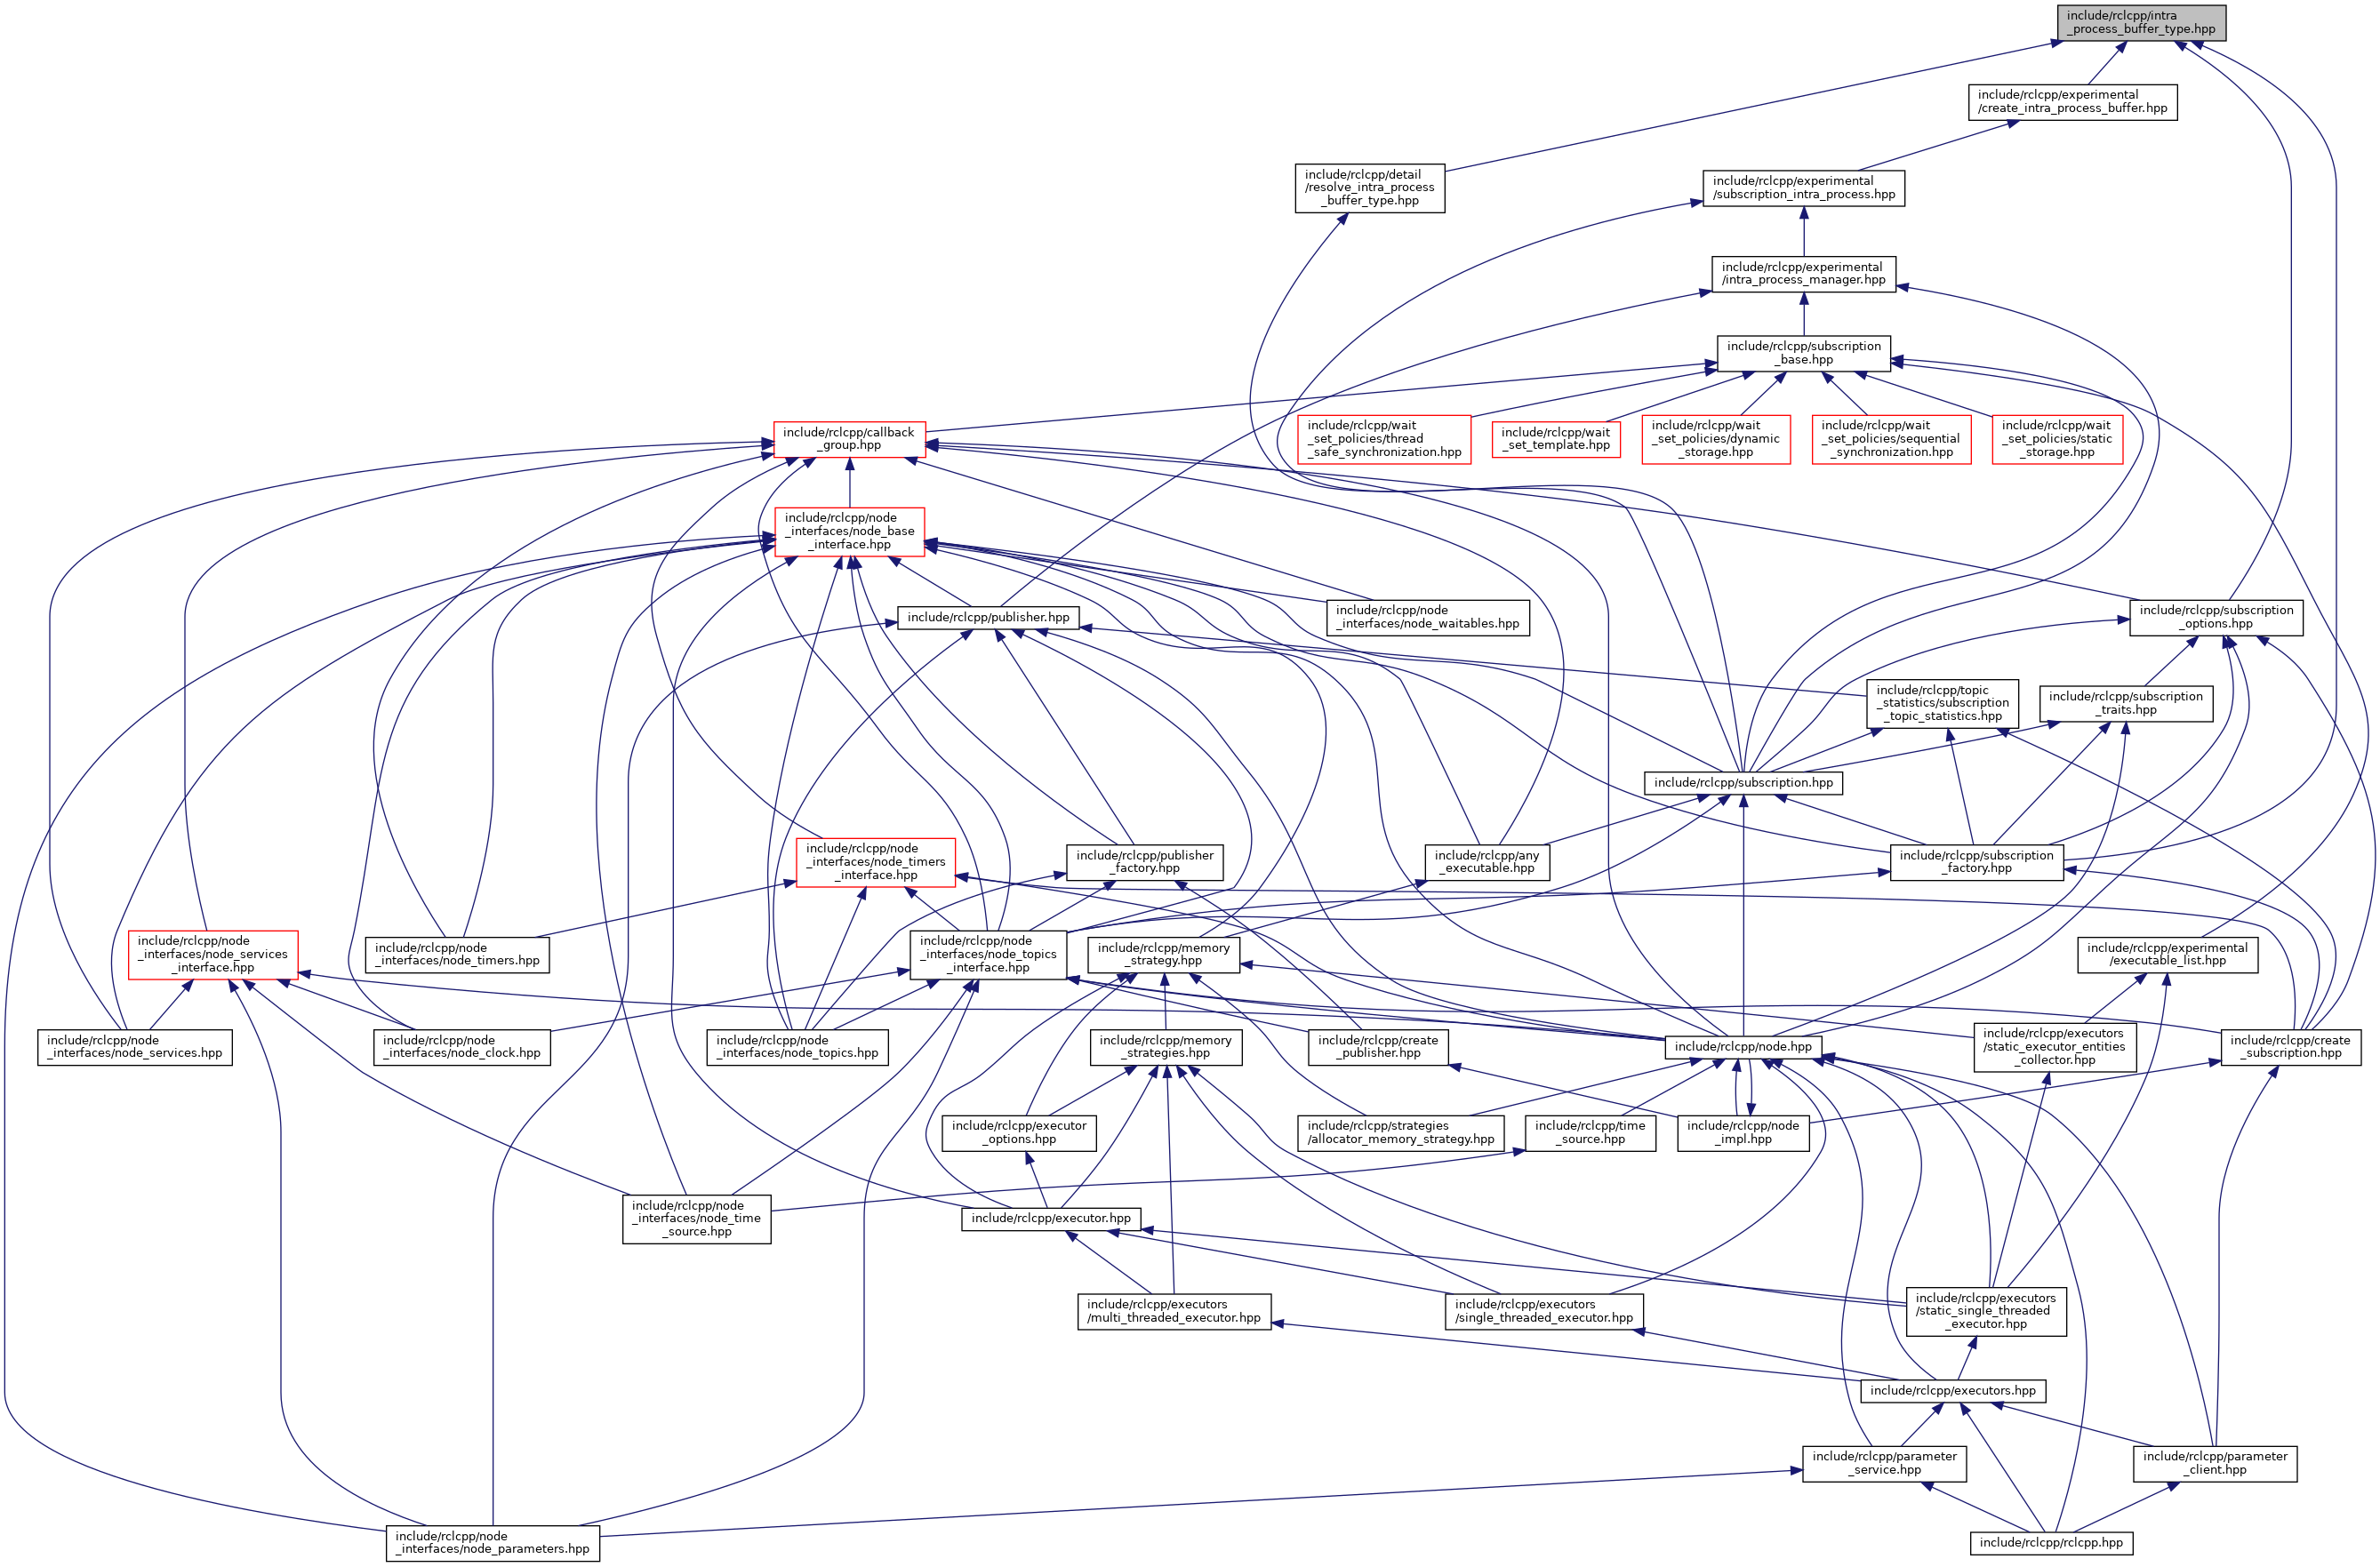 include/rclcpp/intra
_process_buffer_type.hpp
include/rclcpp/experimental
/create_intra_process_buffer.hpp
include/rclcpp/detail
/resolve_intra_process
_buffer_type.hpp
include/rclcpp/experimental
/subscription_intra_process.hpp
include/rclcpp/experimental
/intra_process_manager.hpp
include/rclcpp/subscription
_base.hpp
include/rclcpp/callback
_group.hpp
include/rclcpp/wait
_set_policies/thread
_safe_synchronization.hpp
include/rclcpp/wait
_set_template.hpp
include/rclcpp/wait
_set_policies/dynamic
_storage.hpp
include/rclcpp/wait
_set_policies/sequential
_synchronization.hpp
include/rclcpp/wait
_set_policies/static
_storage.hpp
include/rclcpp/node
_interfaces/node_base
_interface.hpp
include/rclcpp/publisher.hpp
include/rclcpp/node
_interfaces/node_waitables.hpp
include/rclcpp/subscription
_options.hpp
include/rclcpp/topic
_statistics/subscription
_topic_statistics.hpp
include/rclcpp/subscription
_traits.hpp
include/rclcpp/subscription.hpp
include/rclcpp/node
_interfaces/node_timers
_interface.hpp
include/rclcpp/publisher
_factory.hpp
include/rclcpp/any
_executable.hpp
include/rclcpp/subscription
_factory.hpp
include/rclcpp/node
_interfaces/node_services
_interface.hpp
include/rclcpp/node
_interfaces/node_timers.hpp
include/rclcpp/node
_interfaces/node_topics
_interface.hpp
include/rclcpp/memory
_strategy.hpp
include/rclcpp/experimental
/executable_list.hpp
include/rclcpp/node
_interfaces/node_services.hpp
include/rclcpp/node
_interfaces/node_clock.hpp
include/rclcpp/node
_interfaces/node_topics.hpp
include/rclcpp/memory
_strategies.hpp
include/rclcpp/create
_publisher.hpp
include/rclcpp/node.hpp
include/rclcpp/executors
/static_executor_entities
_collector.hpp
include/rclcpp/create
_subscription.hpp
include/rclcpp/executor
_options.hpp
include/rclcpp/strategies
/allocator_memory_strategy.hpp
include/rclcpp/time
_source.hpp
include/rclcpp/node
_impl.hpp
include/rclcpp/node
_interfaces/node_time
_source.hpp
include/rclcpp/executor.hpp
include/rclcpp/executors
/multi_threaded_executor.hpp
include/rclcpp/executors
/single_threaded_executor.hpp
include/rclcpp/executors
/static_single_threaded
_executor.hpp
include/rclcpp/executors.hpp
include/rclcpp/parameter
_service.hpp
include/rclcpp/parameter
_client.hpp
include/rclcpp/node
_interfaces/node_parameters.hpp
include/rclcpp/rclcpp.hpp